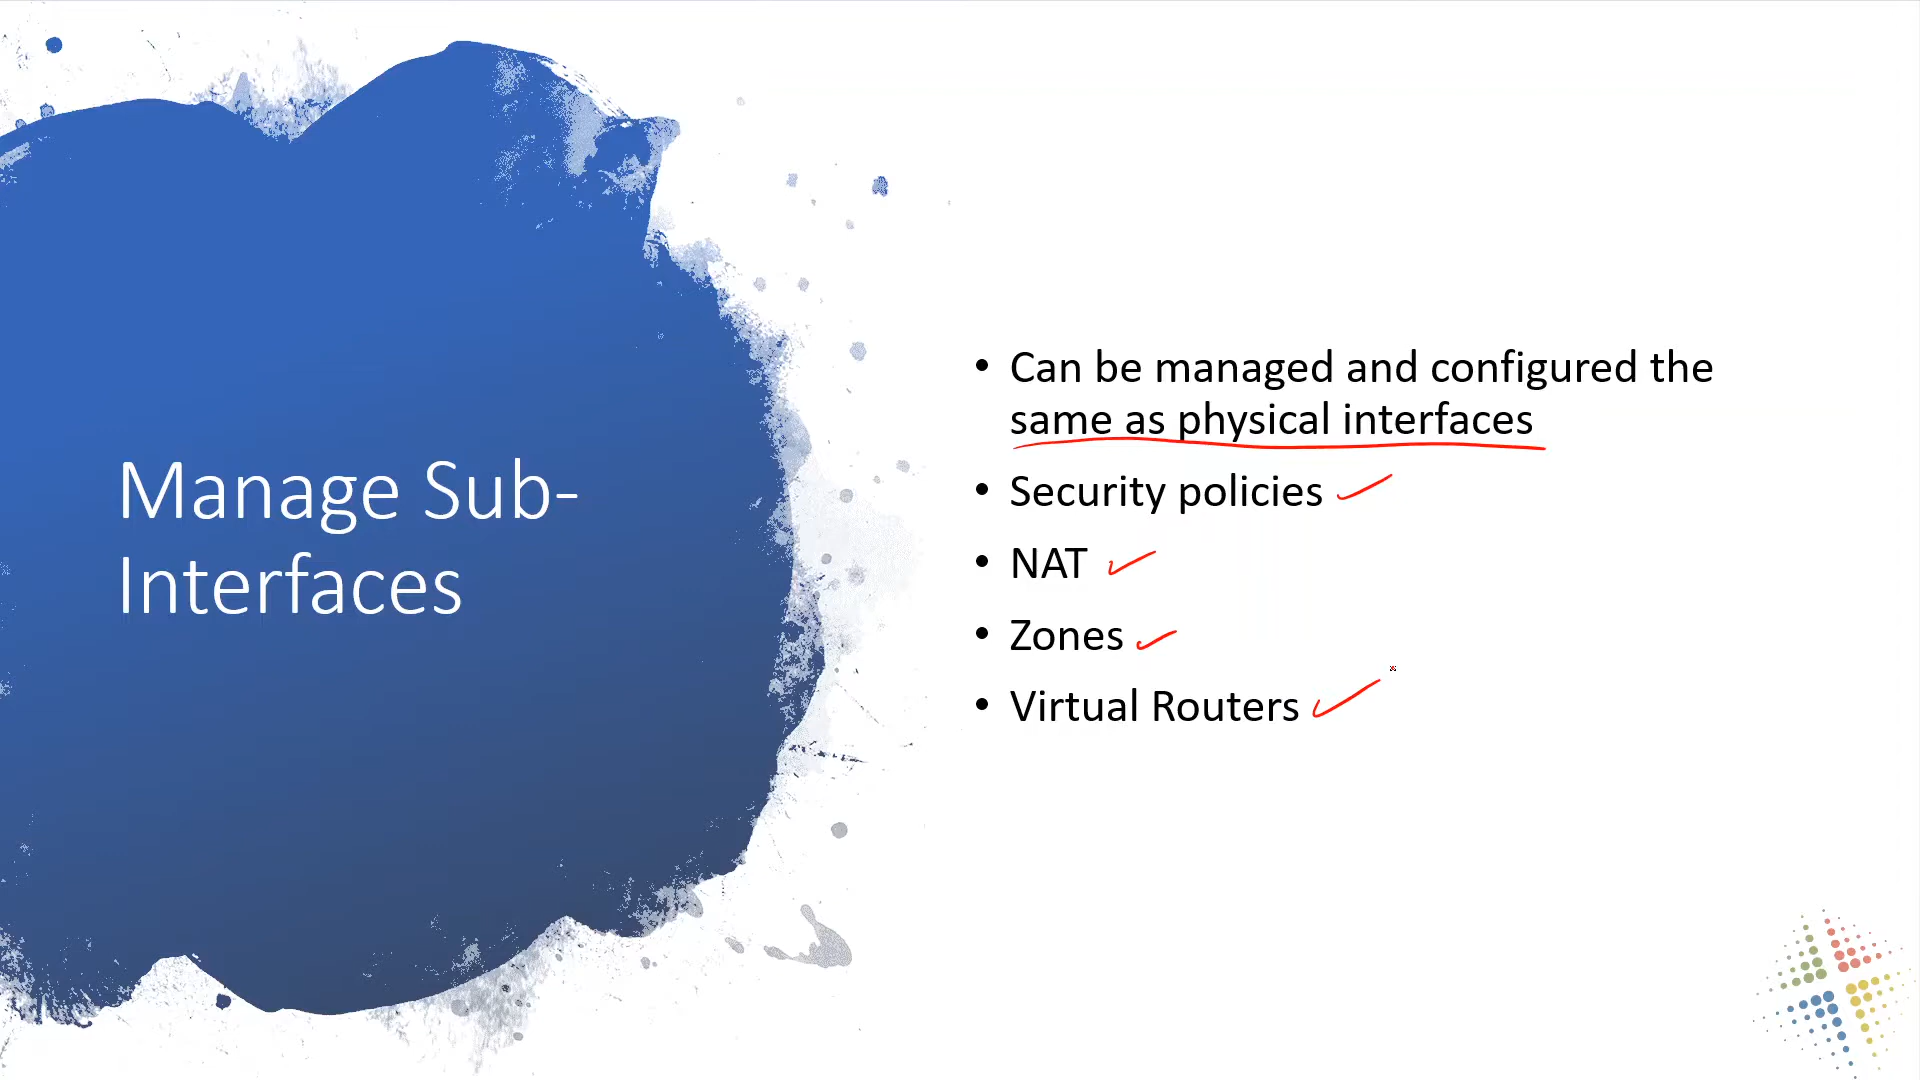 Manage Sub-
Interfaces
• Can be managed and configured the
same as physical interfaces
• Security policies
• NAT
• Zones
• Virtual Routers